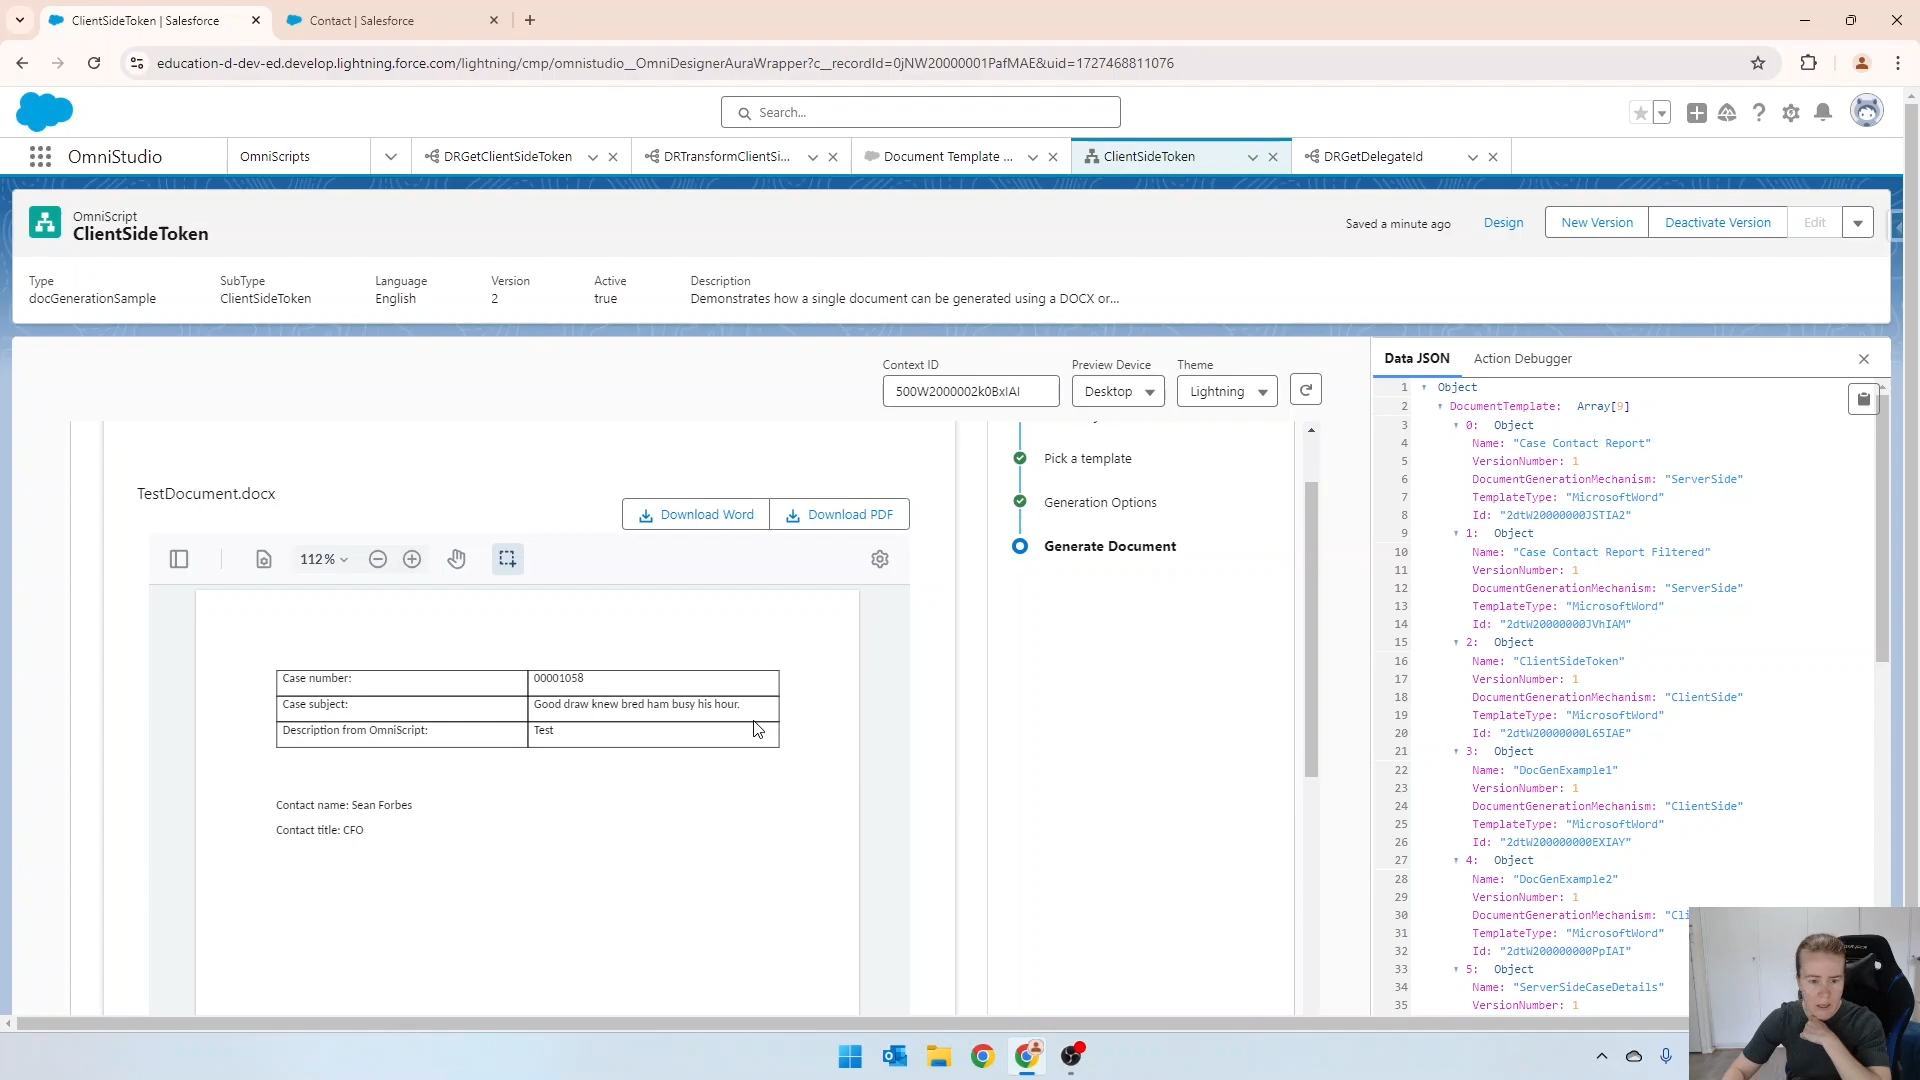 ClientSideToken | Salesforce
Contact | Salesforce
education-d-dev-ed.develop.lightning.force.com/lightning/cmp/omnistudio__OmniDesignerAuraWrapper?c__recordId=0jNW20000001PafMAE&uid=1727468811076
Search...
OmniStudio
OmniScripts
DRGetClientSideToken
DRTransformClientSi...
Document Template ...
ClientSideToken
DRGetDelegateId
OmniScript
ClientSideToken
Saved a minute ago
Design
New Version
Deactivate Version
Edit
Type
docGenerationSample
SubType
ClientSideToken
Language
English
Version
2
Active
true
Description
Demonstrates how a single document can be generated using a DOCX or...
Context ID
500W2000002k0BxIAI
Preview Device
Desktop
Theme
Lightning
TestDocument.docx
Download Word
Download PDF
112%
Case number:
00001058
Case subject:
Good draw knew bred ham busy his hour.
Description from OmniScript:
Test
Contact name: Sean Forbes
Contact title: CFO
Pick a template
Generation Options
Generate Document
Data JSON
Action Debugger
1 Object
2 DocumentTemplate: Array[9]
3 0: Object
4 Name: "Case Contact Report"
5 VersionNumber: 1
6 DocumentGenerationMechanism: "ServerSide"
7 TemplateType: "MicrosoftWord"
8 Id: "2dtW20000000JSTIA2"
9 1: Object
10 Name: "Case Contact Report Filtered"
11 VersionNumber: 1
12 DocumentGenerationMechanism: "ServerSide"
13 TemplateType: "MicrosoftWord"
14 Id: "2dtW20000000JVhIAM"
15 2: Object
16 Name: "ClientSideToken"
17 VersionNumber: 1
18 DocumentGenerationMechanism: "ClientSide"
19 TemplateType: "MicrosoftWord"
20 Id: "2dtW20000000L65IAE"
21 3: Object
22 Name: "DocGenExample1"
23 VersionNumber: 1
24 DocumentGenerationMechanism: "ClientSide"
25 TemplateType: "MicrosoftWord"
26 Id: "2dtW200000000EXIAY"
27 4: Object
28 Name: "DocGenExample2"
29 VersionNumber: 1
30 DocumentGenerationMechanism: "Cli
31 TemplateType: "MicrosoftWord"
32 Id: "2dtW200000000PpIAI"
33 5: Object
34 Name: "ServerSideCaseDetails"
35 VersionNumber: 1